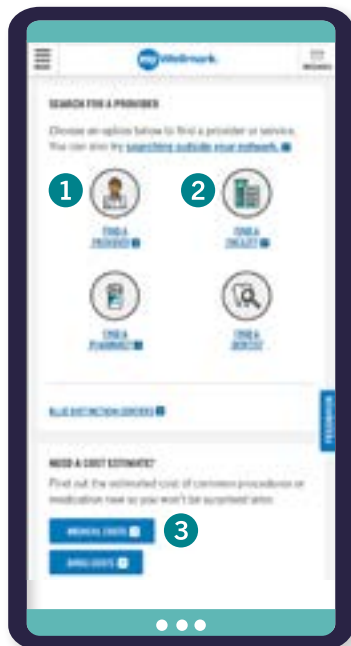 myWellmark.
SEARCH FOR A PROVIDER
Choose an option below to find a provider or service.
You can also try searching outside your network.
1
2
FIND A
PROVIDER
FIND A
FACILITY
FIND A
PHARMACY
FIND A
DENTIST
BLUE DISTINCTION CENTERS
FEEDBACK
NEED A COST ESTIMATE?
Find out the estimated cost of common procedures or
medication now so you won't be surprised later.
MEDICAL COSTS
3
DRUG COSTS